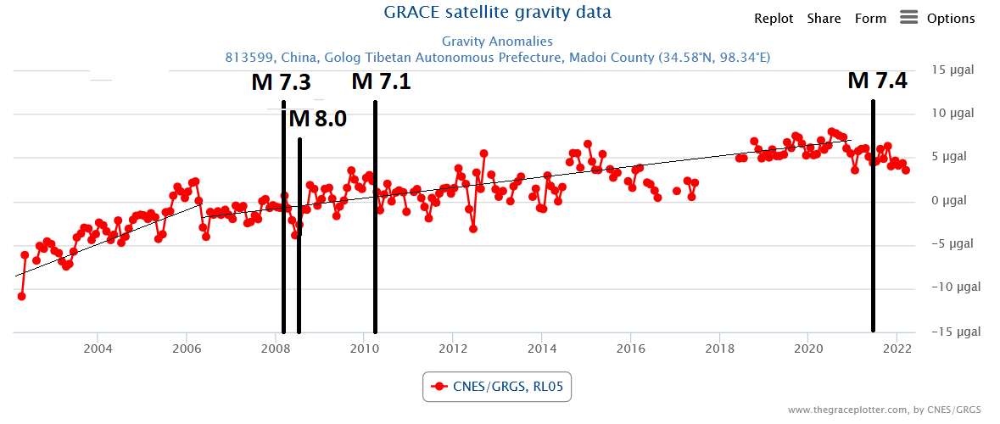 GRACE satellite gravity data
Replot Share Form Options
Gravity Anomalies
813599, China, Golog Tibetan Autonomous Prefecture, Madoi County (34.58°N, 98.34°E)
15 μgal
M 7.3 M 7.1 M 7.4
M 8.0
10 μgal
5 μgal
0 μgal
−5 μgal
−10 μgal
−15 μgal
2004 2006 2008 2010 2012 2014 2016 2018 2020 2022
CNES/GRGS, RL05
www.thegraceplotter.com, by CNES/GRGS